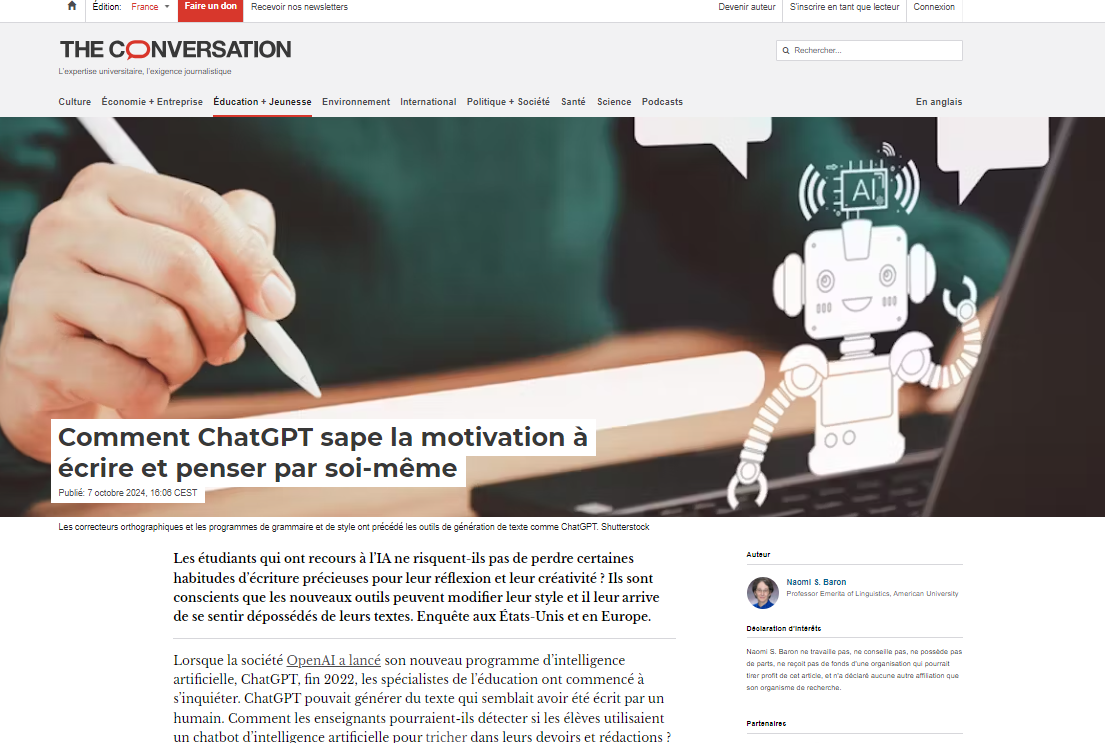 Édition:
France
Faire un don
Recevoir nos newsletters
Devenir auteur
S'inscrire en tant que lecteur
Connexion
THE CONVERSATION
L'expertise universitaire, l'exigence journalistique
Rechercher...
Culture
Économie + Entreprise
Éducation + Jeunesse
Environnement
International
Politique + Société
Santé
Science
Podcasts
En anglais
AI
Comment ChatGPT sape la motivation à
écrire et penser par soi-même
Publié: 7 octobre 2024, 16:06 CEST
Les correcteurs orthographiques et les programmes de grammaire et de style ont précédé les outils de génération de texte comme ChatGPT. Shutterstock
Les étudiants qui ont recours à l'IA ne risquent-ils pas de perdre certaines
habitudes d'écriture précieuses pour leur réflexion et leur créativité ? Ils sont
conscients que les nouveaux outils peuvent modifier leur style et il leur arrive
de se sentir dépossédés de leurs textes. Enquête aux États-Unis et en Europe.
Lorsque la société OpenAI a lancé son nouveau programme d'intelligence
artificielle, ChatGPT, fin 2022, les spécialistes de l'éducation ont commencé à
s'inquiéter. ChatGPT pouvait générer du texte qui semblait avoir été écrit par un
humain. Comment les enseignants pourraient-ils détecter si les élèves utilisaient
un chatbot d'intelligence artificielle pour tricher dans leurs devoirs et rédactions ?
Auteur
Naomi S. Baron
Professor Emerita of Linguistics, American University
Déclaration d'intérêts
Naomi S. Baron ne travaille pas, ne conseille pas, ne possède pas
de parts, ne reçoit pas de fonds d'une organisation qui pourrait
tirer profit de cet article, et n'a déclaré aucune autre affiliation que
son organisme de recherche.
Partenaires